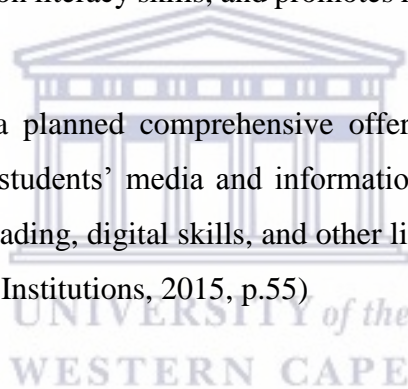 on literacy skills, and promotes
a planned comprehensive offer
students’ media and informatio
ading, digital skills, and other li
Institutions, 2015, p.55)
UNIVERSITY of the
WESTERN CAPE